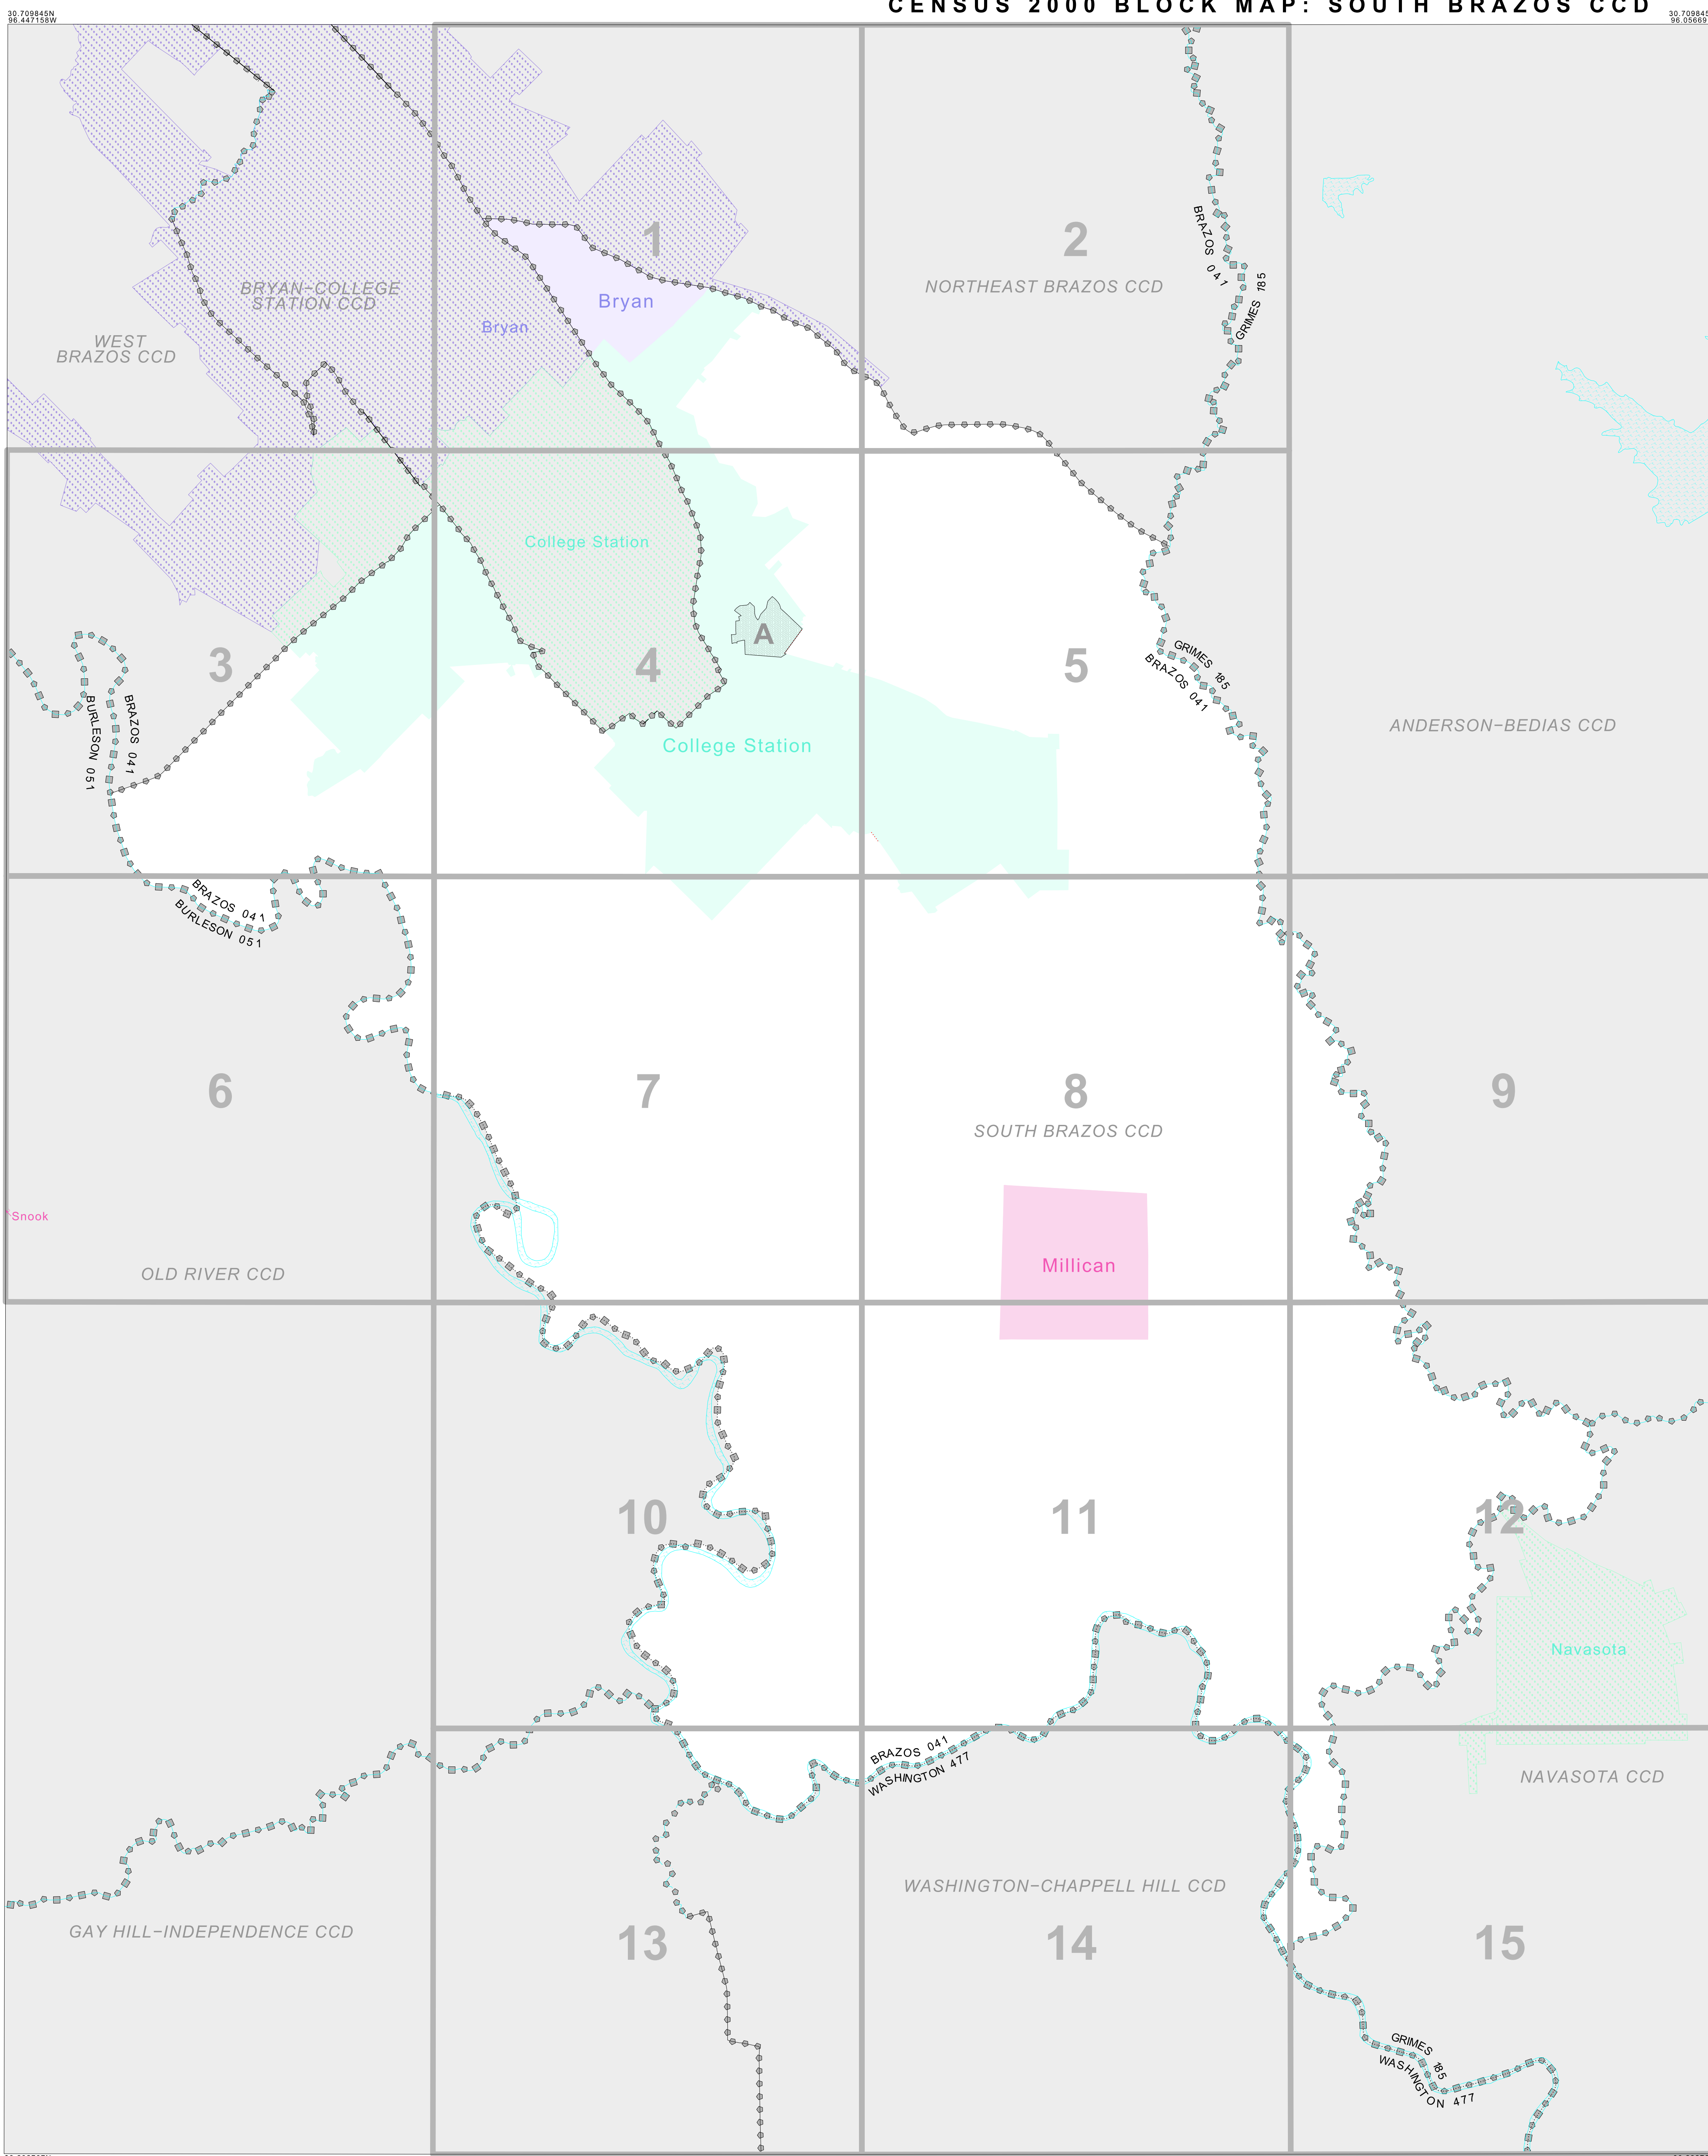 CENSUS 2000 BLOCK MAP: SOUTH BRAZOS CCD
30.709845N
96.447158W
30.709845
96.05669
1
2
BRAZOS 041
GRIMES 185
BRYAN-COLLEGE
STATION CCD
NORTHEAST BRAZOS CCD
Bryan
Bryan
WEST
BRAZOS CCD
College Station
A
3
4
5
GRIMES 185
BRAZOS 041
BURLESON 051
BRAZOS 041
ANDERSON-BEDIAS CCD
College Station
BRAZOS 041
BURLESON 051
6
7
8
9
SOUTH BRAZOS CCD
Snook
Millican
OLD RIVER CCD
10
11
12
Navasota
BRAZOS 041
WASHINGTON 477
NAVASOTA CCD
WASHINGTON-CHAPPELL HILL CCD
GAY HILL-INDEPENDENCE CCD
13
14
15
GRIMES 185
WASHINGTON 477